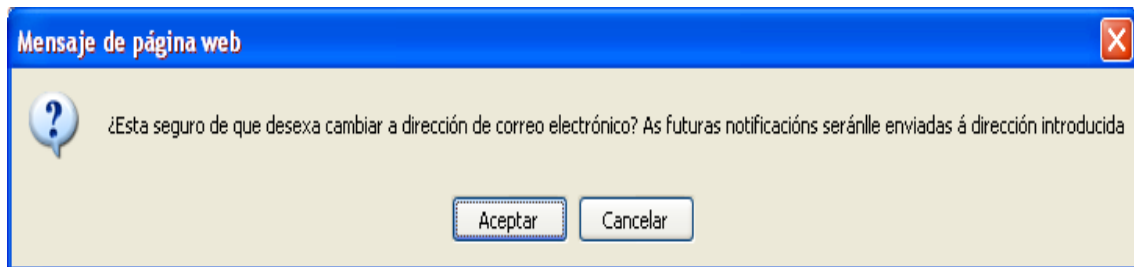 Mensaje de página web
¿Esta seguro de que desexa cambiar a dirección de correo electrónico? As futuras notificacións seránlle enviadas á dirección introducida
Aceptar
Cancelar